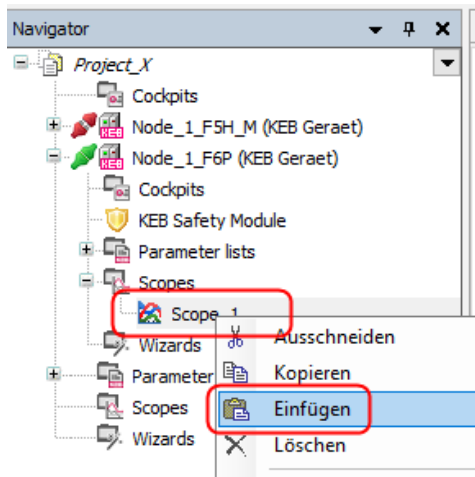 Navigator
Project_X
Cockpits
Node_1_F5H_M (KEB Geraet)
Node_1_F6P (KEB Geraet)
Cockpits
KEB Safety Module
Parameter lists
Scopes
Scope_1
Wizards
Ausschneiden
Parameter
Kopieren
Scopes
Einfügen
Wizards
Löschen